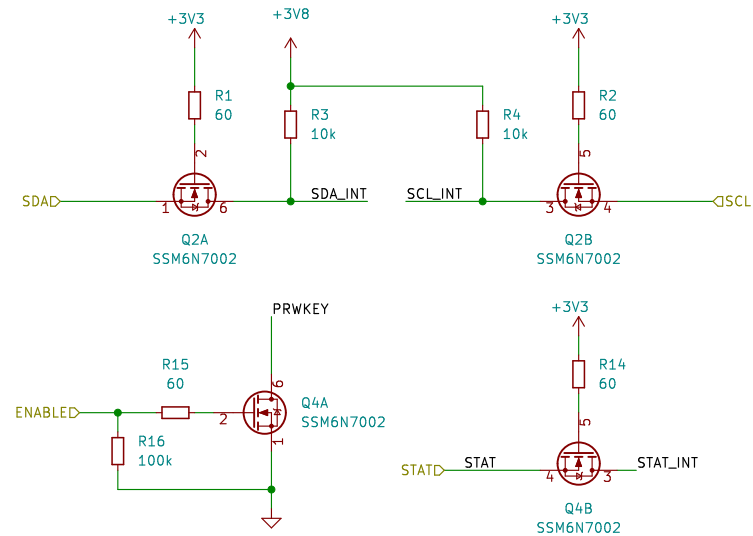 +3V3
+3V8
+3V3
R1
60
R3
10k
R4
10k
R2
60
2
5
SDA
1
6
SDA_INT
SCL_INT
3
4
SCL
Q2A
SSM6N7002
Q2B
SSM6N7002
PRWKEY
+3V3
R15
60
6
Q4A
SSM6N7002
R14
60
ENABLE
2
1
5
R16
100k
STAT
STAT
4
3
STAT_INT
Q4B
SSM6N7002